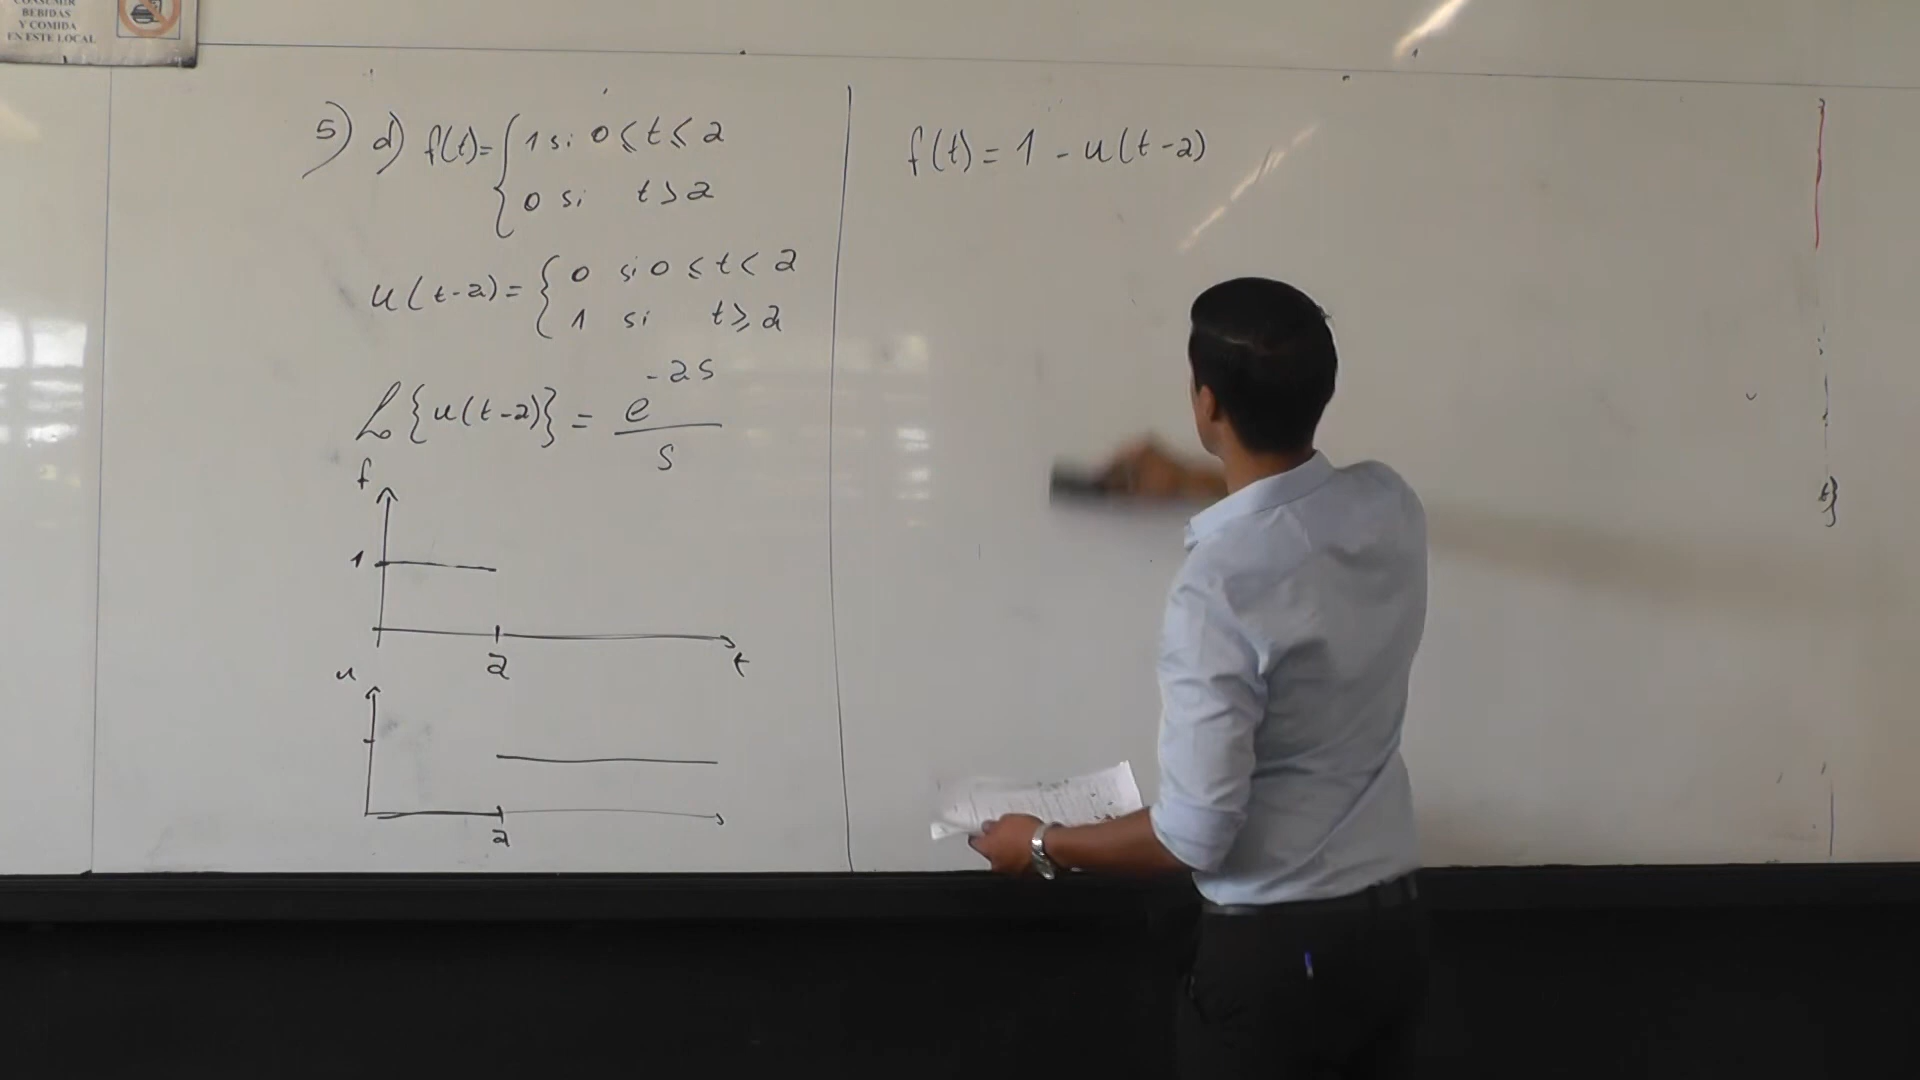 CONSUMIR
BEBIDAS
Y COMIDA
EN ESTE LOCAL
5) d) f(t)= { 1 si 0 ≤ t ≤ 2
0 si t > 2
u(t-2) = { 0 si 0 ≤ t < 2
1 si t ≥ 2
L{u(t-2)} = e^{-2s} / s
f
1
2
t
u
2
f(t) = 1 - u(t-2)
t}